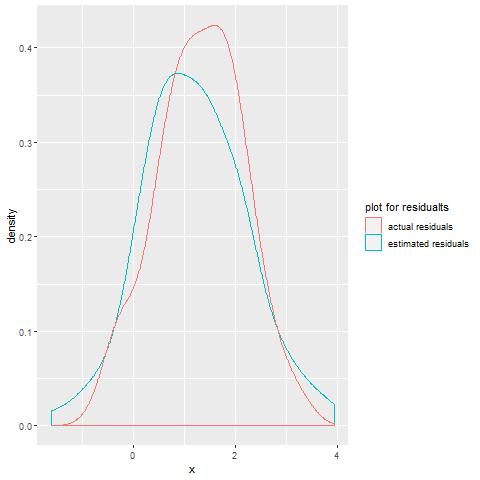 0.4
0.3
0.2
0.1
0.0
density
0
2
4
x
plot for residualts
actual residuals
estimated residuals